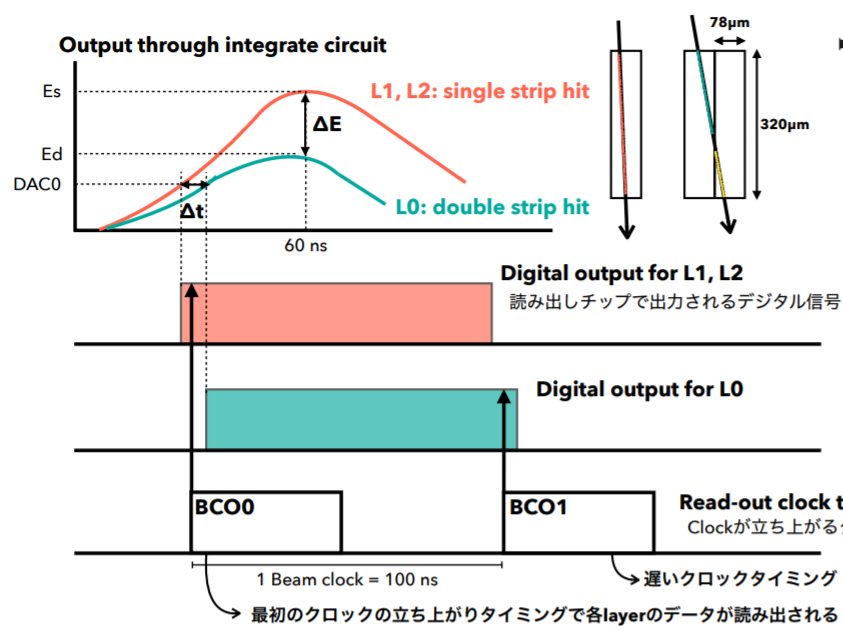 Output through integrate circuit
78μm
Es
L1, L2: single strip hit
ΔE
320μm
Ed
DAC0
Δt
L0: double strip hit
60 ns
Digital output for L1, L2
読み出しチップで出力されるデジタル信号
Digital output for L0
BCO0
BCO1
Read-out clock t
Clockが立ち上がる
1 Beam clock = 100 ns
遅いクロックタイミング
最初のクロックの立ち上がりタイミングで各layerのデータが読み出される